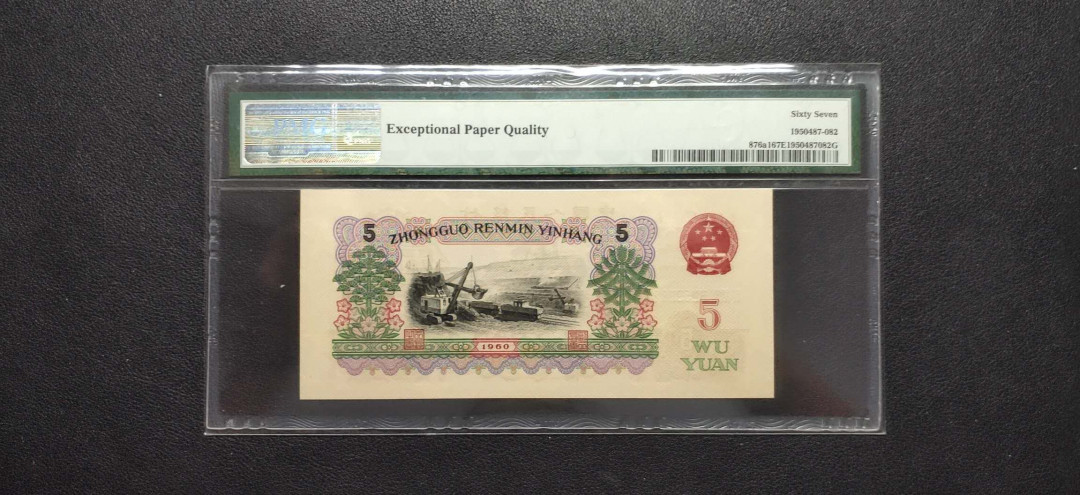 Exceptional Paper Quality
Sixty Seven
1950487-082
876a167E1950487082G
5 ZHONGGUO RENMIN YINHANG 5
5
WU
YUAN
1960